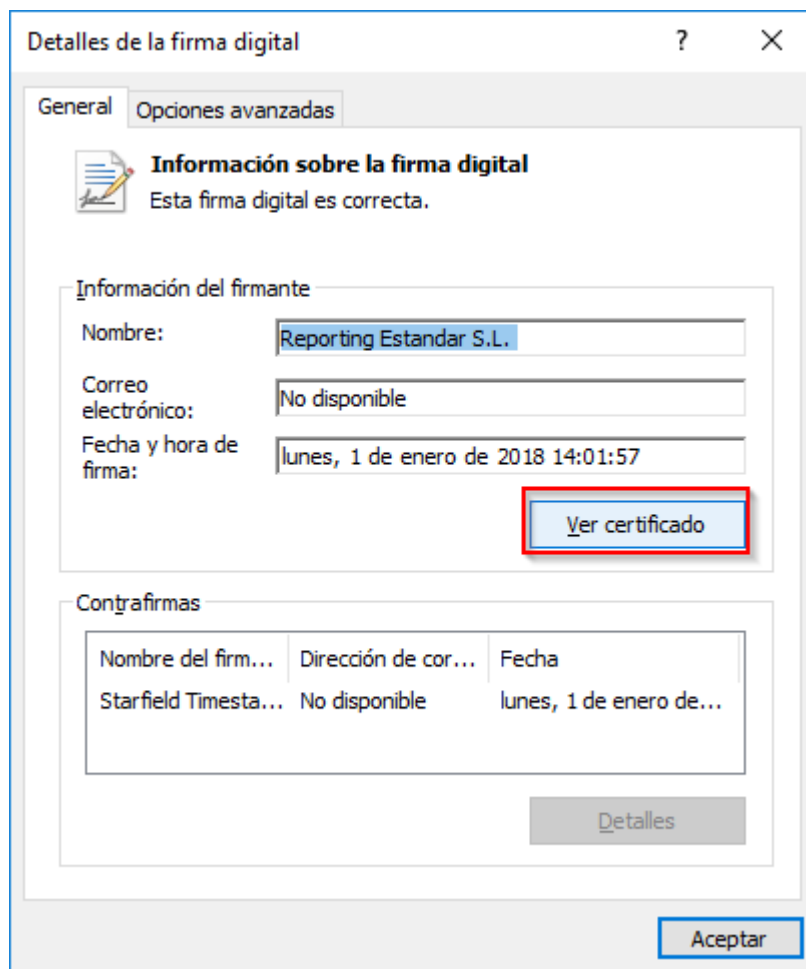 Detalles de la firma digital
General
Opciones avanzadas
Información sobre la firma digital
Esta firma digital es correcta.
Información del firmante
Nombre:
Reporting Estandar S.L.
Correo
electrónico:
No disponible
Fecha y hora de
firma:
lunes, 1 de enero de 2018 14:01:57
Ver certificado
Contrafirmas
Nombre del firm... Dirección de cor... Fecha
Starfield Timesta... No disponible lunes, 1 de enero de...
Detalles
Aceptar